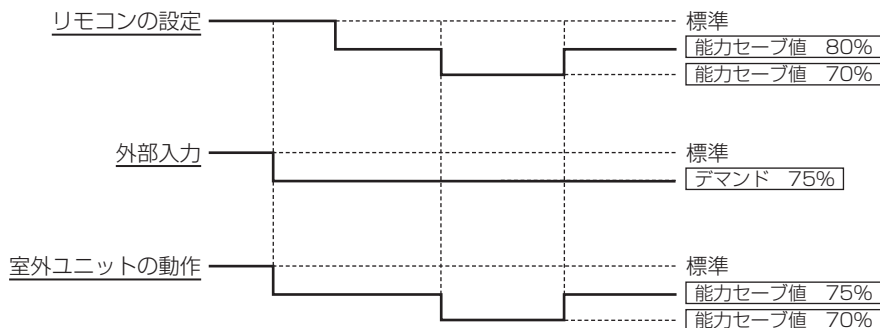 リモコンの設定
標準
能力セーブ値 80%
能力セーブ値 70%
外部入力
標準
デマンド 75%
室外ユニットの動作
標準
能力セーブ値 75%
能力セーブ値 70%